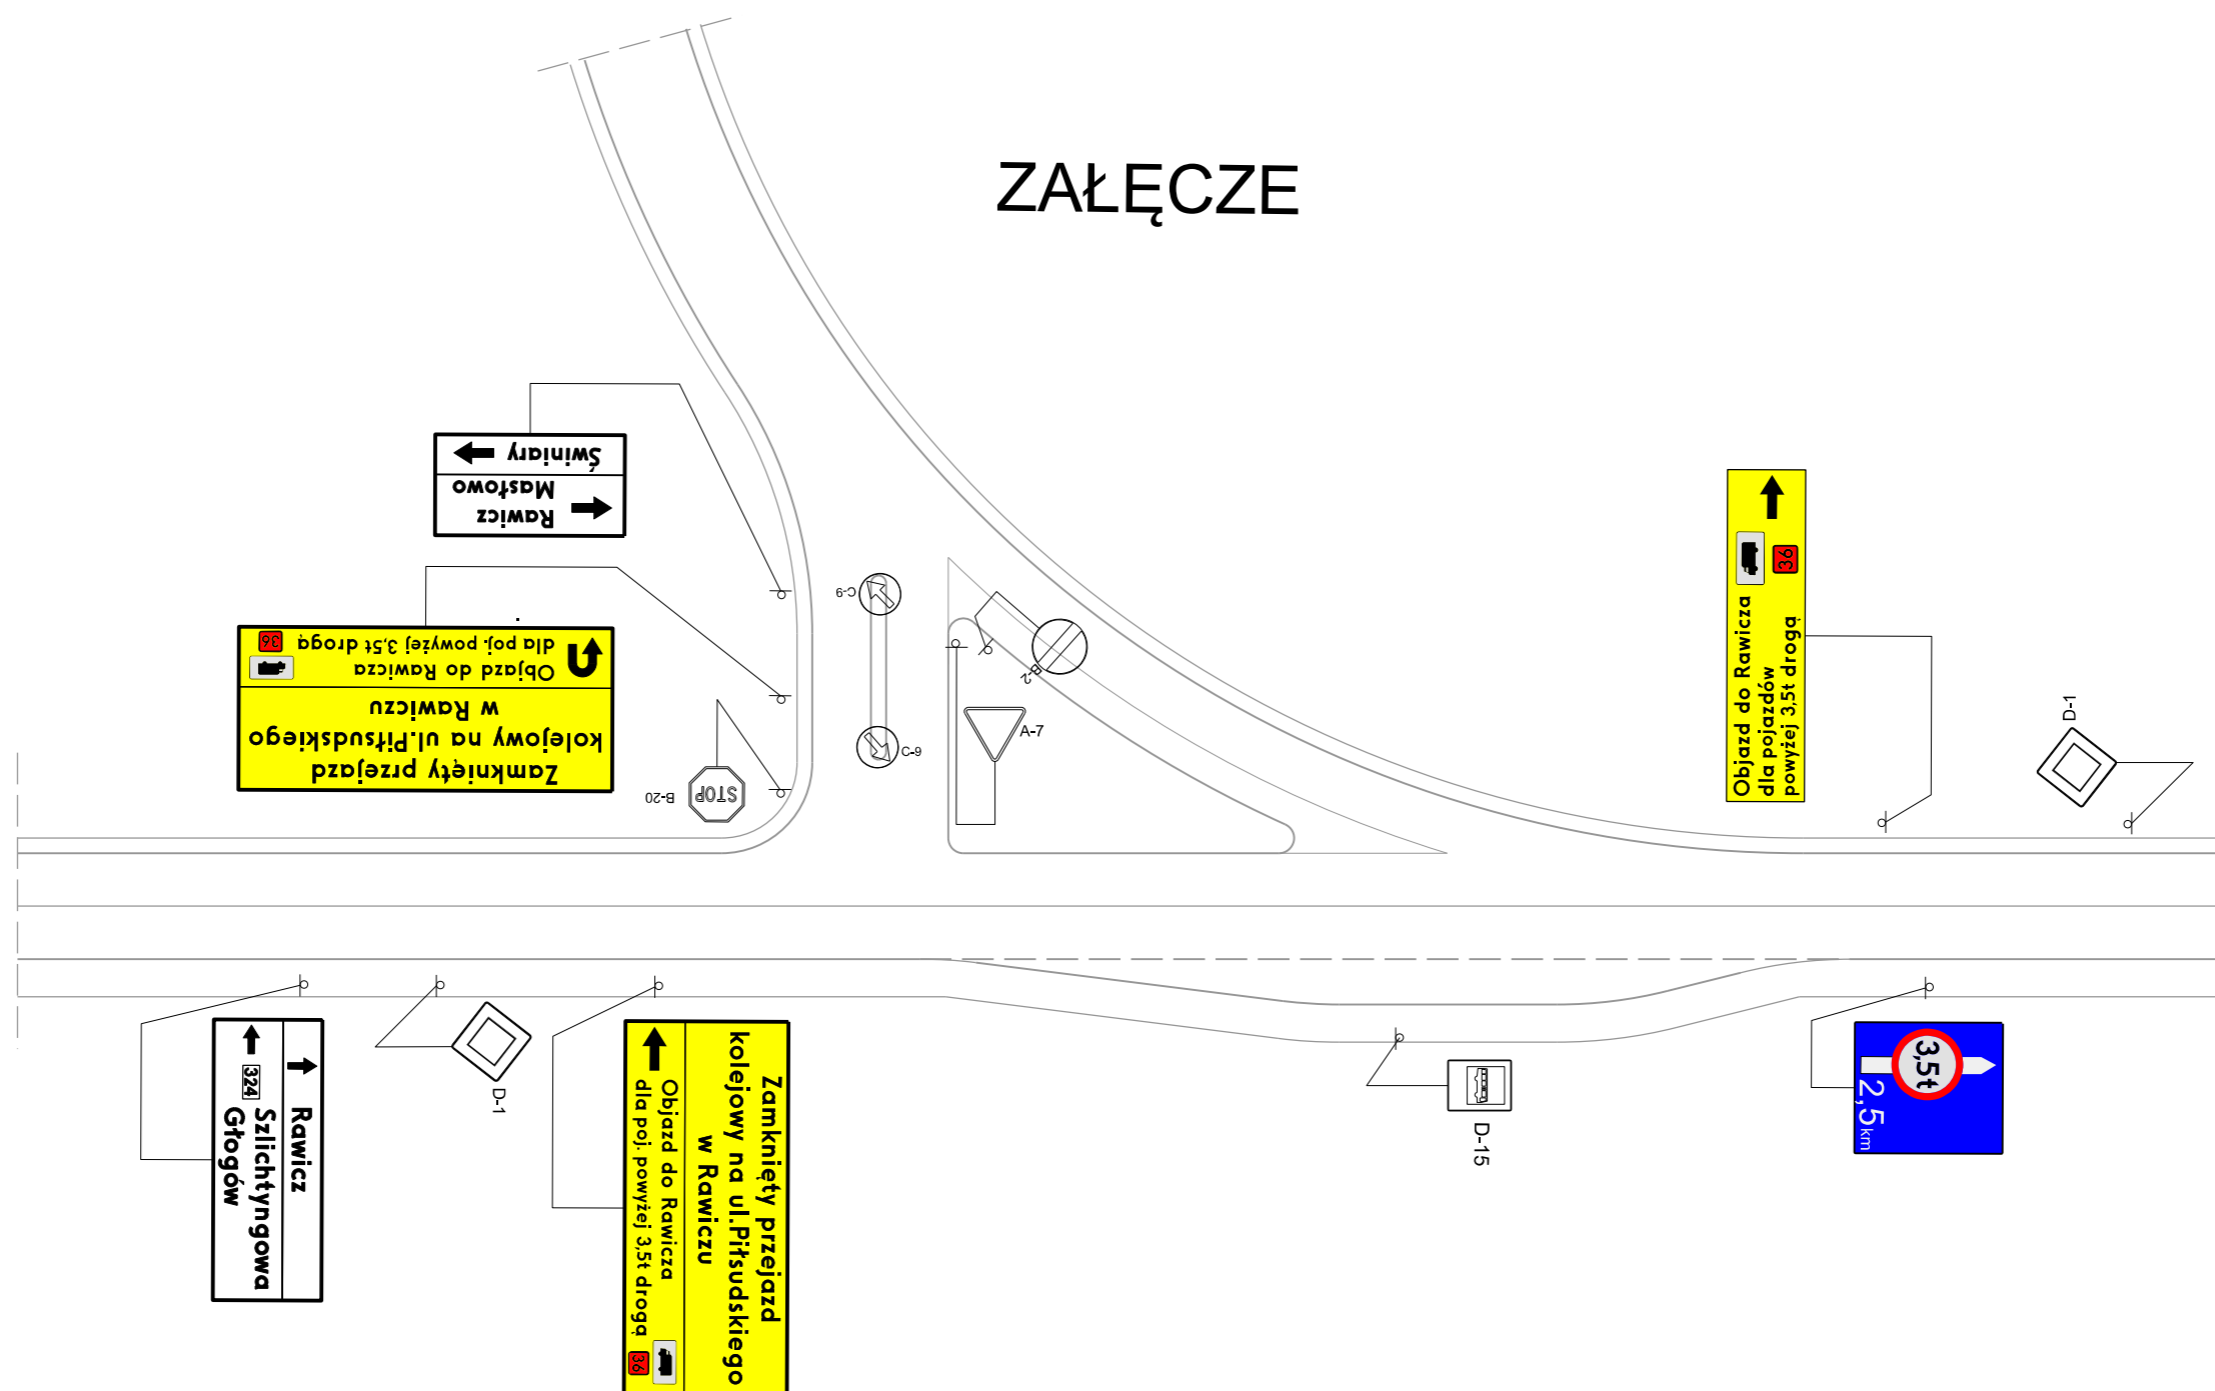 ZAŁĘCZE
Świniary
Rawicz
Masłowo
Zamknięty przejazd
kolejowy na ul.Piłsudskiego
w Rawiczu
Objazd do Rawicza
dla poj. powyżej 3,5t drogą 36
STOP
B-20
C-9
C-9
B-2
A-7
Objazd do Rawicza
dla pojazdów
powyżej 3,5t drogą 36
D-1
Rawicz
324 Szlichtyngowa
Głogów
D-1
Zamknięty przejazd
kolejowy na ul.Piłsudskiego
w Rawiczu
Objazd do Rawicza
dla poj. powyżej 3,5t drogą 36
D-15
3,5t
2,5 km